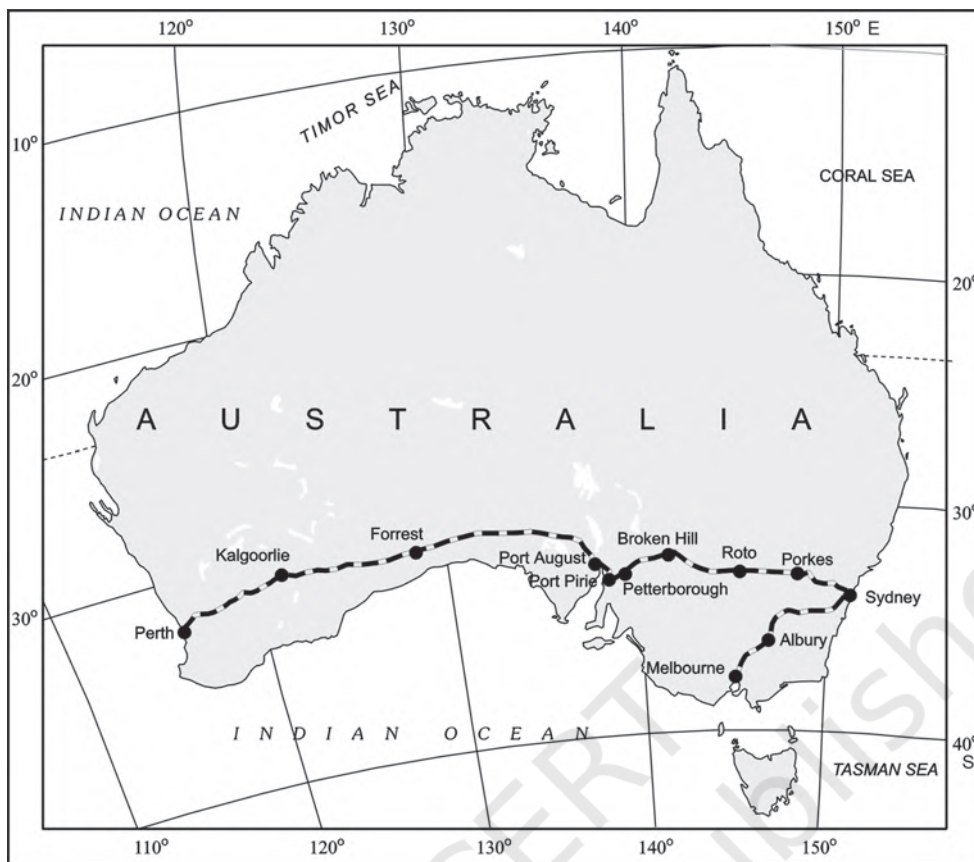 120° 130° 140° 150° E
TIMOR SEA
10°
CORAL SEA
INDIAN OCEAN
20°
20°
A U S T R A L I A
30°
Forrest
Broken Hill
Kalgoorlie
Port August
Roto
Porkes
Port Pirie
Petterborough
Sydney
30°
Perth
Albury
Melbourne
INDIAN OCEAN
40°
S
TASMAN SEA
110° 120° 130° 140° 150°